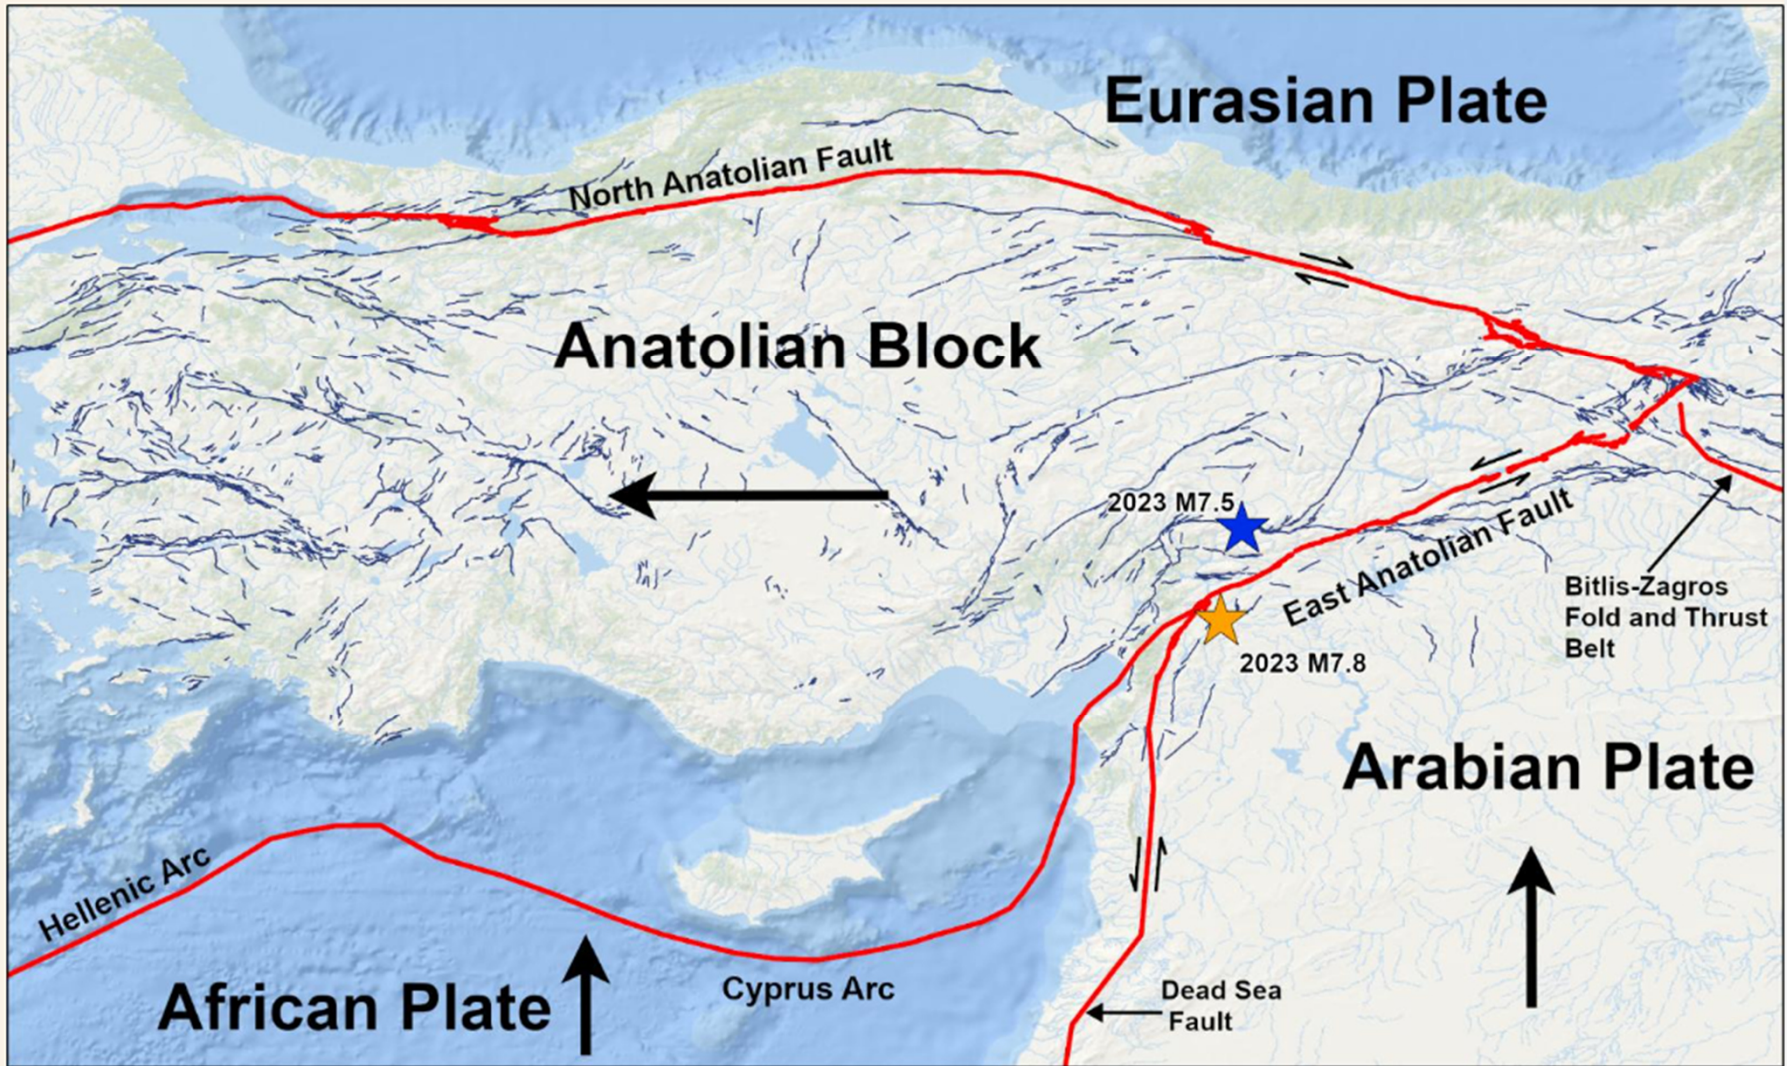 Eurasian Plate
North Anatolian Fault
Anatolian Block
2023 M7.5
East Anatolian Fault
Bitlis-Zagros
Fold and Thrust
Belt
2023 M7.8
Arabian Plate
Hellenic Arc
African Plate
Cyprus Arc
Dead Sea
Fault